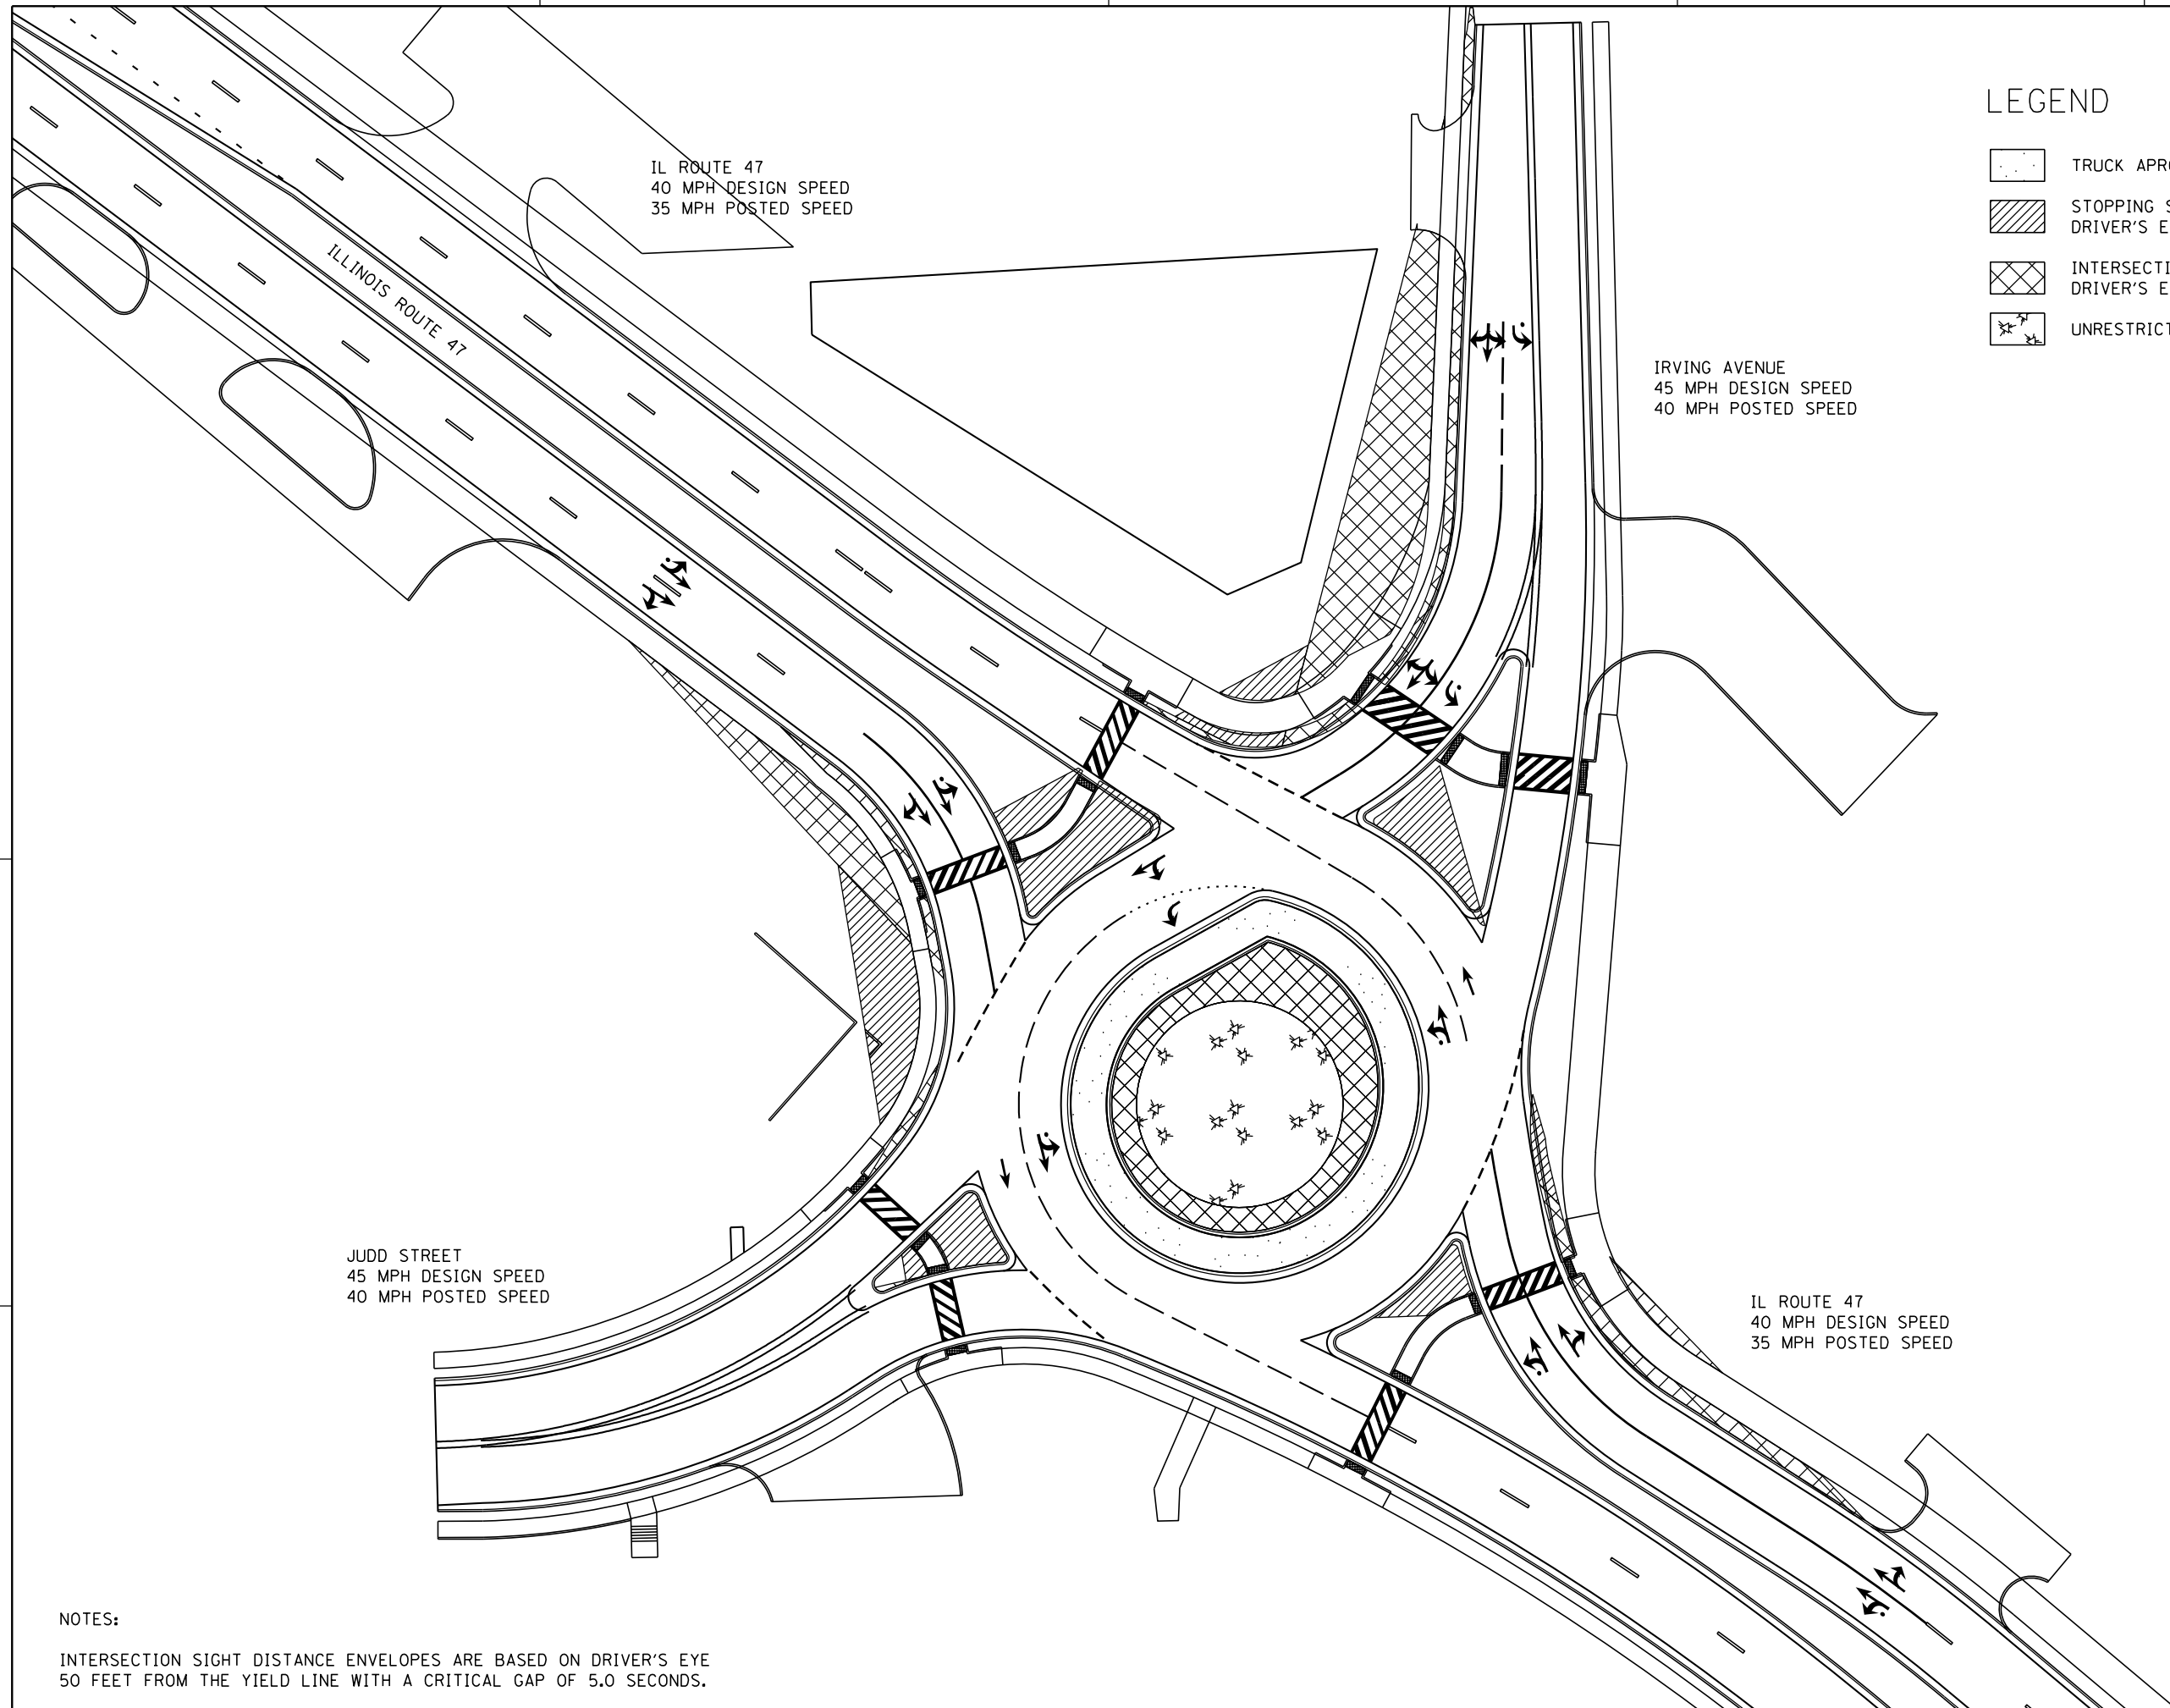 LEGEND
TRUCK
STOPPING
DRIVER'S
DRIVER'S
IL ROUTE 47
40 MPH DESIGN SPEED
35 MPH POSTED SPEED
ILLINOIS ROUTE 47
IRVING AVENUE
45 MPH DESIGN SPEED
40 MPH POSTED SPEED
JUDD STREET
45 MPH DESIGN SPEED
40 MPH POSTED SPEED
IL ROUTE 47
40 MPH DESIGN SPEED
35 MPH POSTED SPEED
NOTES:
INTERSECTION SIGHT DISTANCE ENVELOPES ARE BASED ON DRIVER'S EYE
50 FEET FROM THE YIELD LINE WITH A CRITICAL GAP OF 5.0 SECONDS.